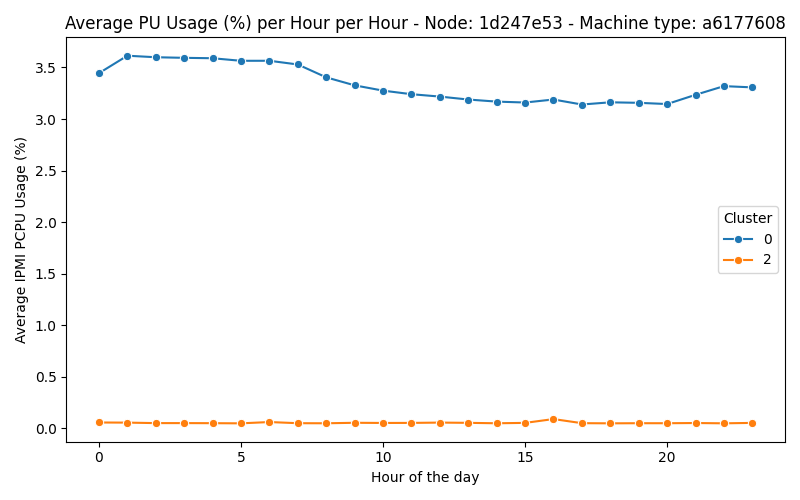 Average PU Usage (%) per Hour per Hour - Node: 1d247e53 - Machine type: a6177608
Average IPMI PCPU Usage (%)
3.5
3.0
2.5
2.0
1.5
1.0
0.5
0.0
Cluster
0
2
0 5 10 15 20
Hour of the day